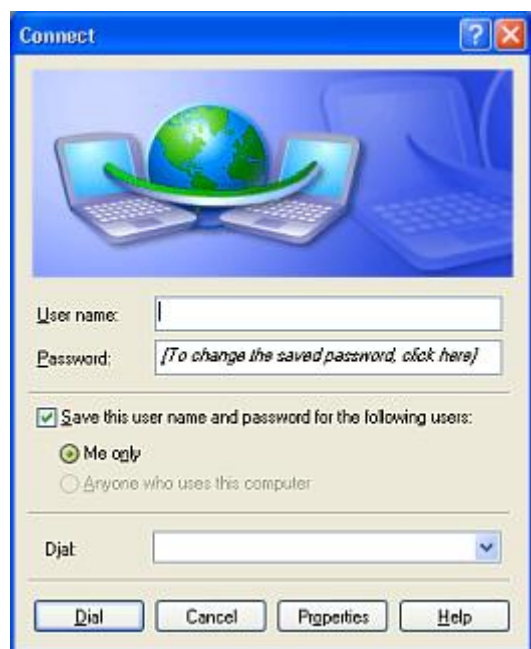 Connect
User name:
Password: [To change the saved password, click here]
Save this user name and password for the following users:
Me only
Anyone who uses this computer
Dial:
Dial Cancel Properties Help